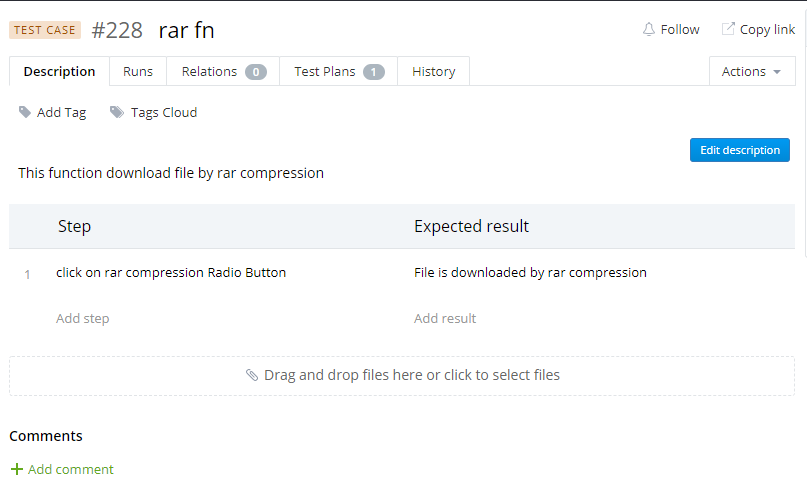 TEST CASE #228 rar fn Follow Copy link
Description Runs Relations 0 Test Plans 1 History Actions
Add Tag Tags Cloud
Edit description
This function download file by rar compression
Step Expected result
1 click on rar compression Radio Button File is downloaded by rar compression
Add step Add result
Drag and drop files here or click to select files
Comments
Add comment